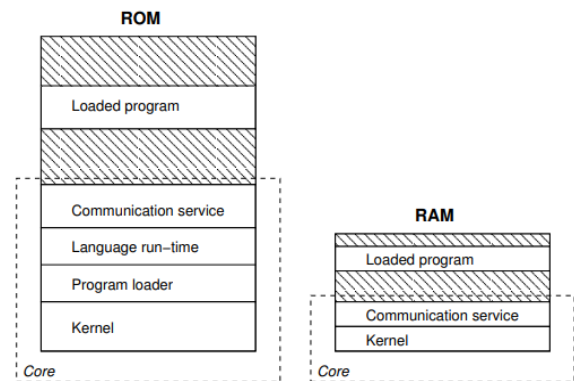 ROM
Loaded program
Communication service
Language run-time
Program loader
Kernel
Core
RAM
Loaded program
Communication service
Kernel
Core